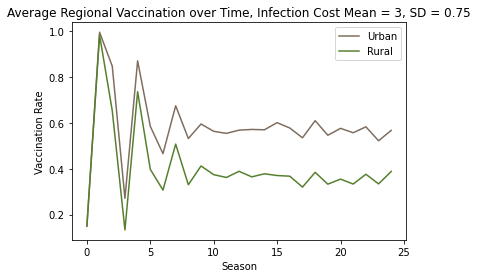 Average Regional Vaccination over Time, Infection Cost Mean = 3, SD = 0.75
Urban
Rural
1.0
0.8
0.6
0.4
0.2
Vaccination Rate
0
5
10
15
20
25
Season